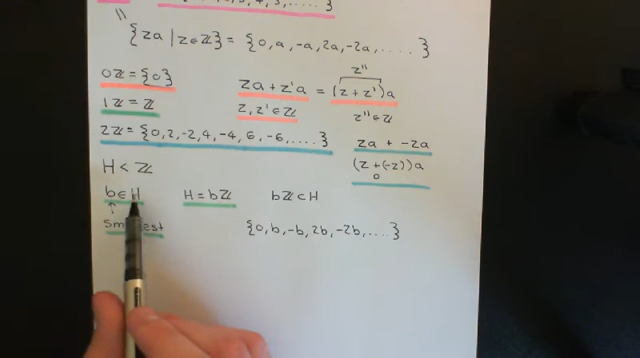 {za | z∈ℤ} = {0, a, -a, 2a, -2a, ....}
0ℤ = {0}
za + z'a = (z + z')a
z''
1ℤ = ℤ
z, z' ∈ ℤ
z'' ∈ ℤ
2ℤ = {0, 2, -2, 4, -4, 6, -6, ....}
za + -za
(z + (-z))a
0
H < ℤ
b ∈ H
H = bℤ
bℤ ⊂ H
{0, b, -b, 2b, -2b, ....}